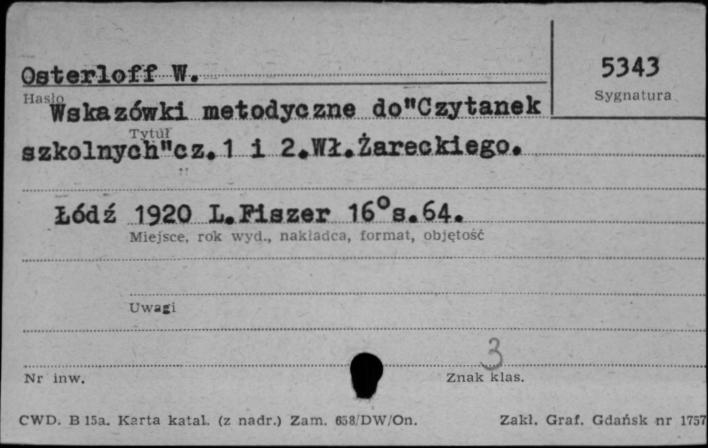 Osterloff W.
5343
Hasło
Sygnatura
Wskazówki metodyczne do"Czytanek
Tytuł
szkolnych"cz.1 i 2.Wł.Żareckiego.
Łódź 1920 L.Fiszer 16°s.64.
Miejsce, rok wyd., nakładca, format, objętość
Uwagi
3
Nr inw.
Znak klas.
CWD. B 15a. Karta katal. (z nadr.) Zam. 658/DW/On.
Zakł. Graf. Gdańsk nr 1757